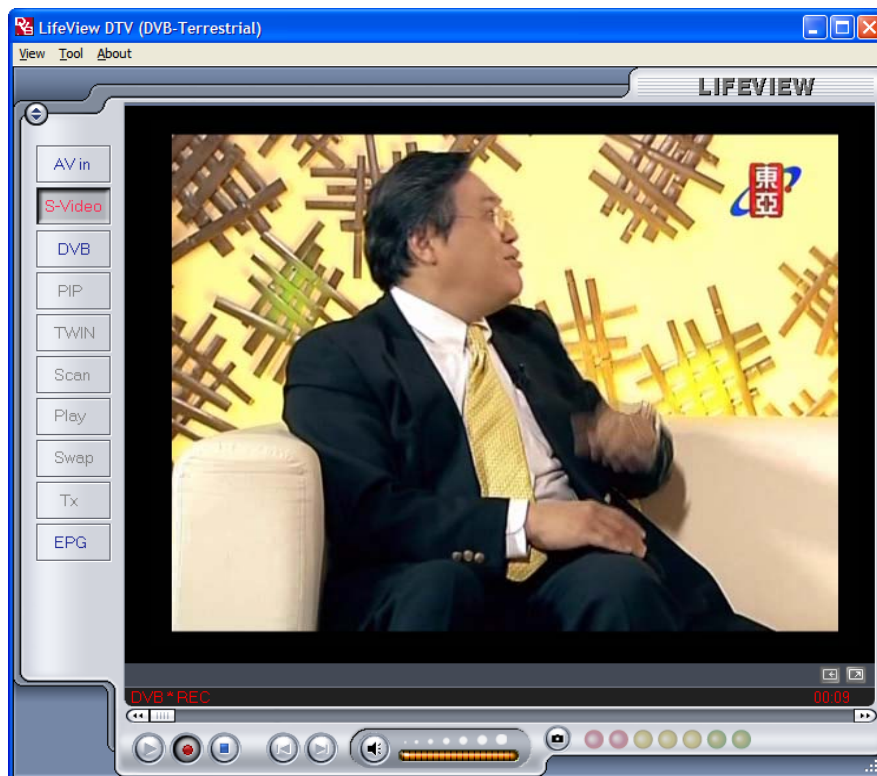 LifeView DTV (DVB-Terrestrial)
View Tool About
LIFEVIEW
AV in
S-Video
DVB
PIP
TWIN
Scan
Play
Swap
Tx
EPG
東亞
DVB * REC 00:09